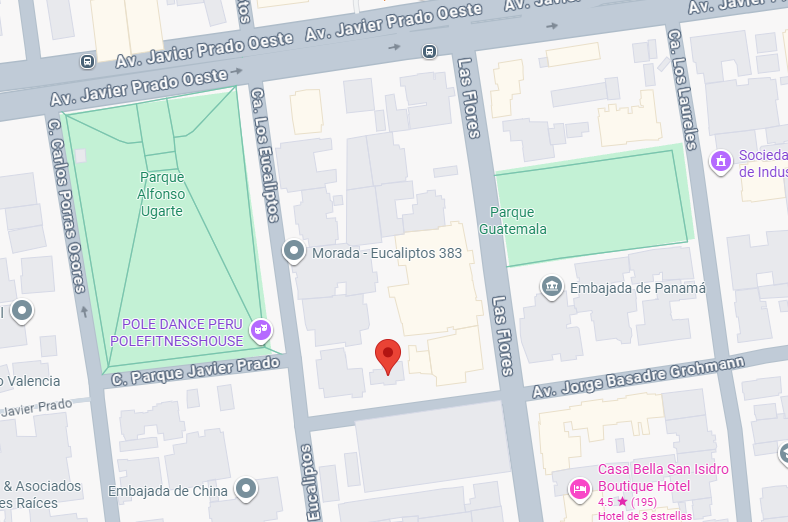 Av. Javier Prado Oeste
Av. Javier Prado Oeste
Av. Javier Prado Oeste
Las Flores
Ca. Los Laureles
C. Carlos Porras Osores
Ca. Los Eucaliptos
Parque
Alfonso
Ugarte
Parque
Guatemala
Socieda
de Indus
Morada - Eucaliptos 383
Embajada de Panamá
POLE DANCE PERU
POLEFITNESSHOUSE
Las Flores
C. Parque Javier Prado
o Valencia
Javier Prado
Av. Jorge Basadre Grohmann
Eucaliptos
& Asociados
es Raíces
Embajada de China
Casa Bella San Isidro
Boutique Hotel
4.5 ★ (195)
Hotel de 3 estrellas